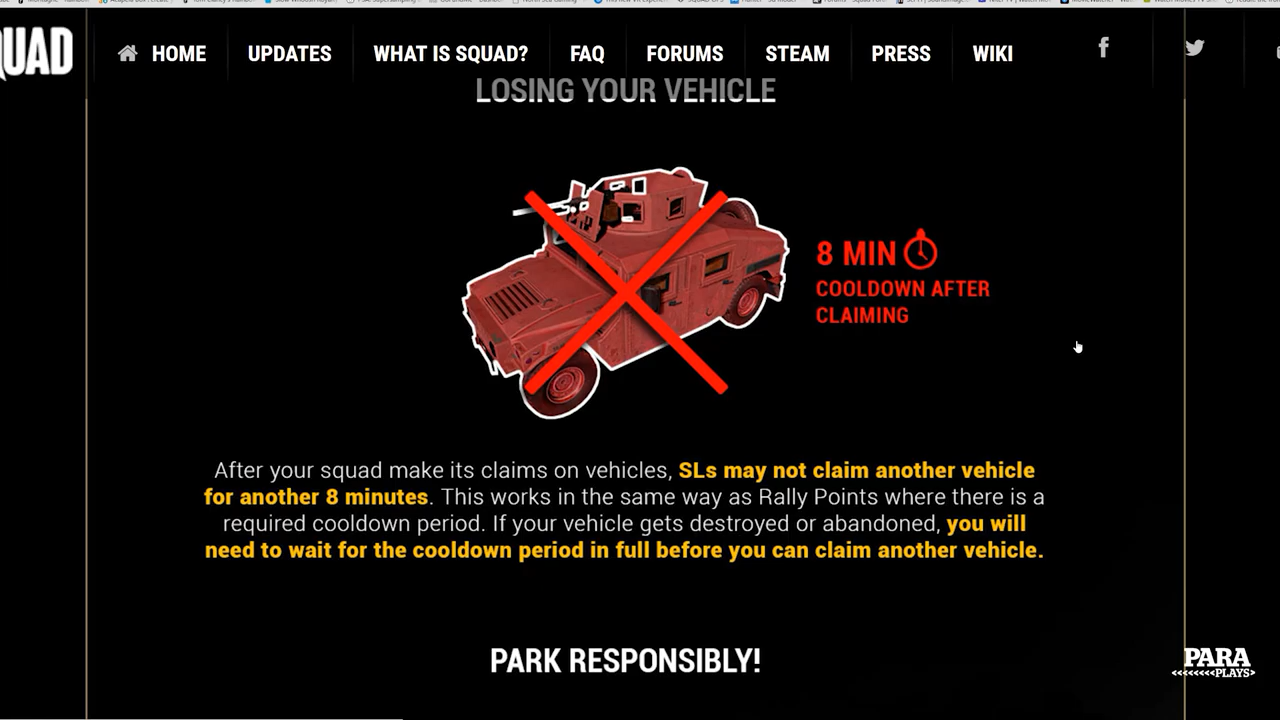 QUAD
HOME UPDATES WHAT IS SQUAD? FAQ FORUMS STEAM PRESS WIKI
LOSING YOUR VEHICLE
8 MIN
COOLDOWN AFTER
CLAIMING
After your squad make its claims on vehicles, SLs may not claim another vehicle
for another 8 minutes. This works in the same way as Rally Points where there is a
required cooldown period. If your vehicle gets destroyed or abandoned, you will
need to wait for the cooldown period in full before you can claim another vehicle.
PARK RESPONSIBLY!
PARA
<<<<<<<<PLAYS>